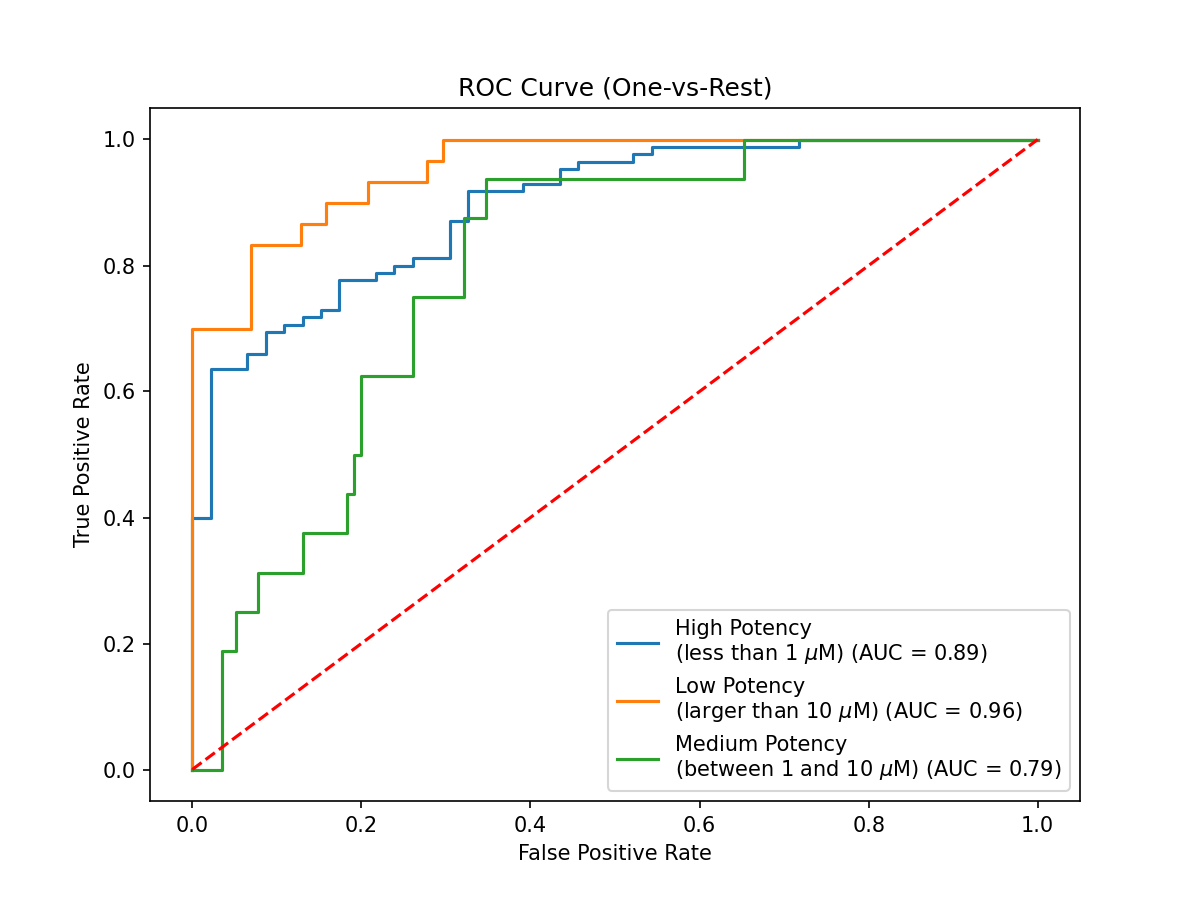 ROC Curve (One-vs-Rest)
True Positive Rate
1.0
0.8
0.6
0.4
0.2
0.0
High Potency
(less than 1 μM) (AUC = 0.89)
Low Potency
(larger than 10 μM) (AUC = 0.96)
Medium Potency
(between 1 and 10 μM) (AUC = 0.79)
0.0 0.2 0.4 0.6 0.8 1.0
False Positive Rate